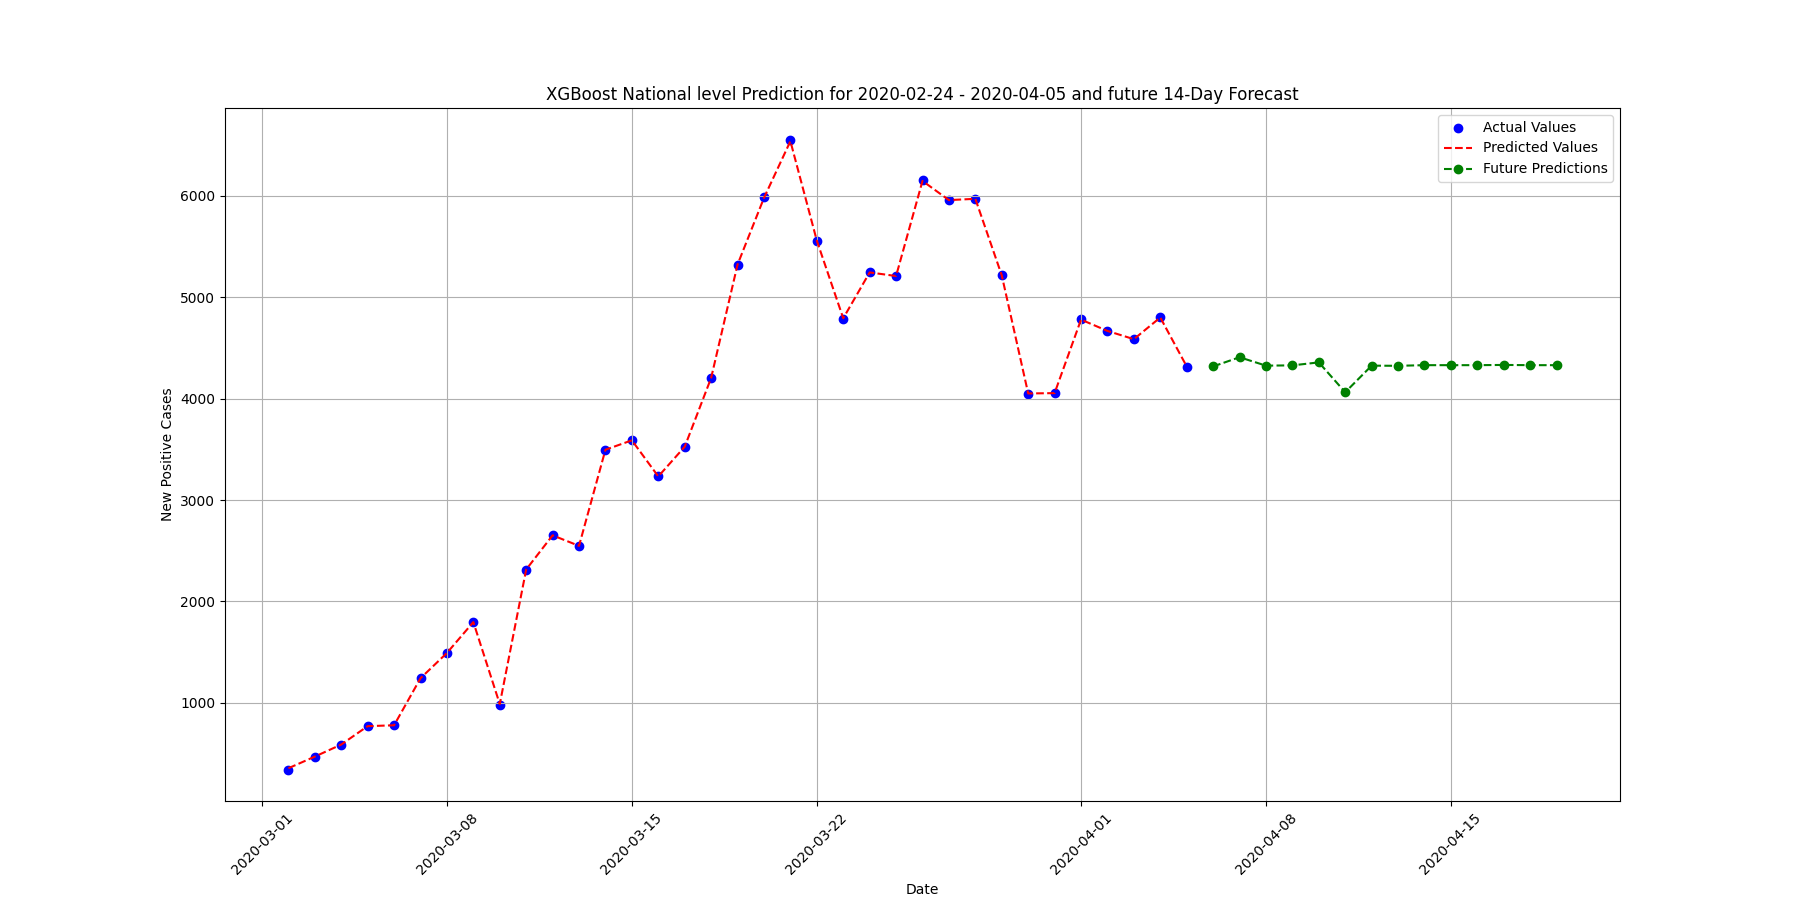 XGBoost National level Prediction for 2020-02-24 - 2020-04-05 and future 14-Day Forecast
Actual Values
Predicted Values
Future Predictions
New Positive Cases
6000
5000
4000
3000
2000
1000
2020-03-01
2020-03-08
2020-03-15
2020-03-22
2020-04-01
2020-04-08
2020-04-15
Date